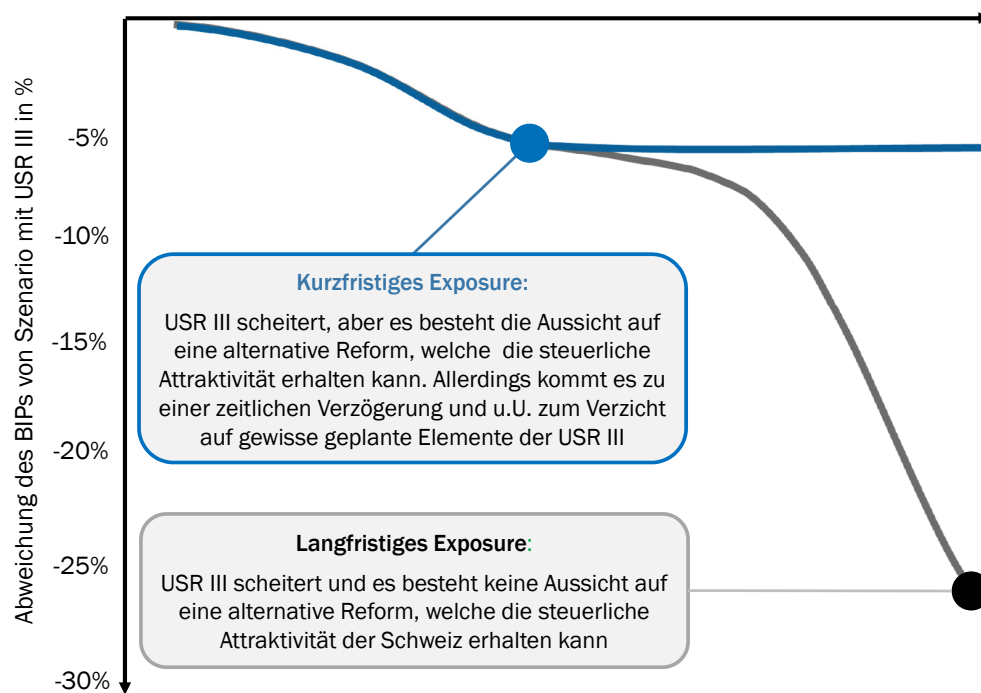 Abweichung des BIPs von Szenario mit USR III in %
-5%
-10%
-15%
-20%
-25%
-30%
Kurzfristiges Exposure:
USR III scheitert, aber es besteht die Aussicht auf
eine alternative Reform, welche die steuerliche
Attraktivität erhalten kann. Allerdings kommt es zu
einer zeitlichen Verzögerung und u.U. zum Verzicht
auf gewisse geplante Elemente der USR III
Langfristiges Exposure:
USR III scheitert und es besteht keine Aussicht auf
eine alternative Reform, welche die steuerliche
Attraktivität der Schweiz erhalten kann